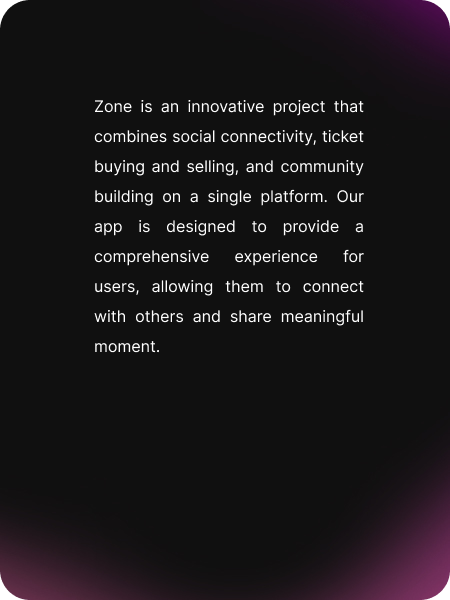 Zone is an innovative project that
combines social connectivity, ticket
buying and selling, and community
building on a single platform. Our
app is designed to provide a
comprehensive experience for
users, allowing them to connect
with others and share meaningful
moment.